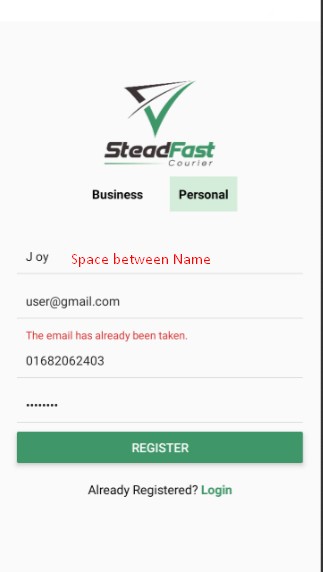 SteadFast
Courier
Business Personal
J oy Space between Name
user@gmail.com
The email has already been taken.
01682062403
••••••••
REGISTER
Already Registered? Login